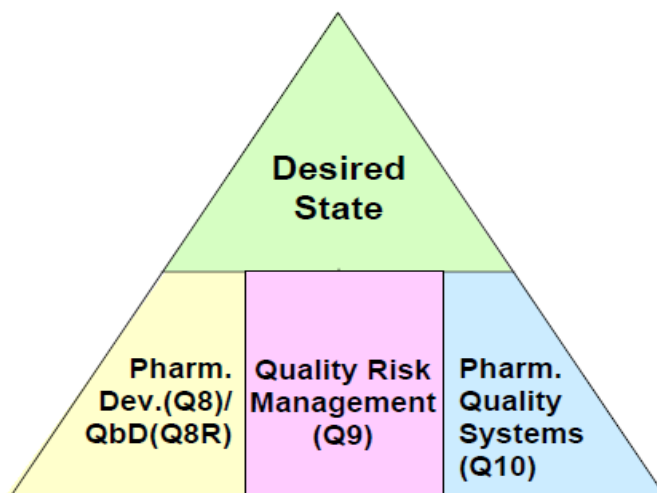 Desired
State
Pharm.
Dev.(Q8)/
QbD(Q8R)
Quality Risk
Management
(Q9)
Pharm.
Quality
Systems
(Q10)